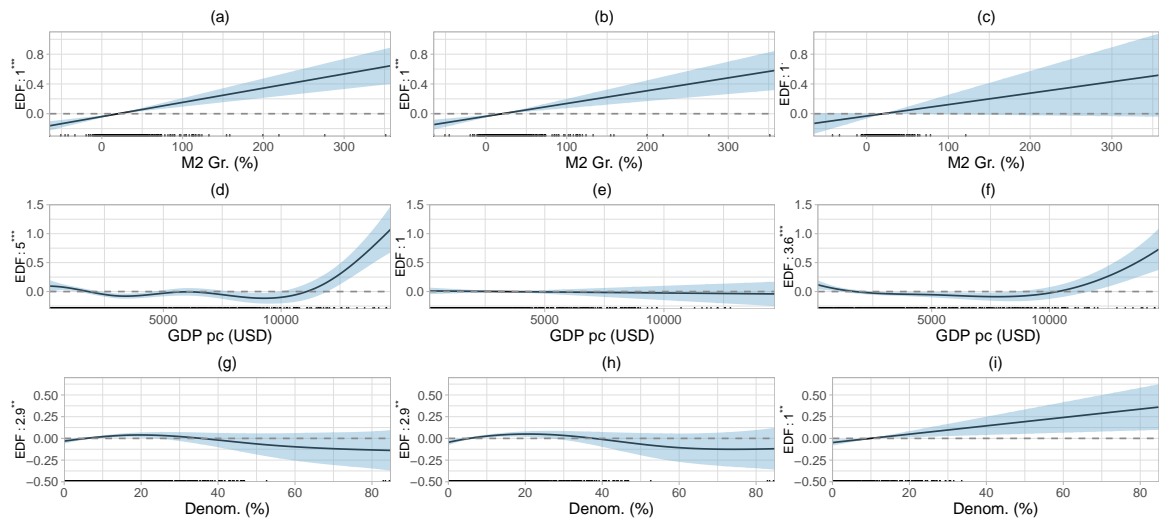 (a)
(b)
(c)
EDF : 1***
0.8
0.4
0.0
0
100
200
300
M2 Gr. (%)
EDF : 1***
0.8
0.4
0.0
0
100
200
300
M2 Gr. (%)
EDF : 1.
0.8
0.4
0.0
0
100
200
300
M2 Gr. (%)
(d)
(e)
(f)
EDF : 5***
1.5
1.0
0.5
0.0
5000
10000
GDP pc (USD)
EDF : 1
1.5
1.0
0.5
0.0
5000
10000
GDP pc (USD)
EDF : 3.6***
1.5
1.0
0.5
0.0
5000
10000
GDP pc (USD)
(g)
(h)
(i)
EDF : 2.9**
0.50
0.25
0.00
−0.25
−0.50
0
20
40
60
80
Denom. (%)
EDF : 2.9**
0.50
0.25
0.00
−0.25
−0.50
0
20
40
60
80
Denom. (%)
EDF : 1**
0.50
0.25
0.00
−0.25
−0.50
0
20
40
60
80
Denom. (%)